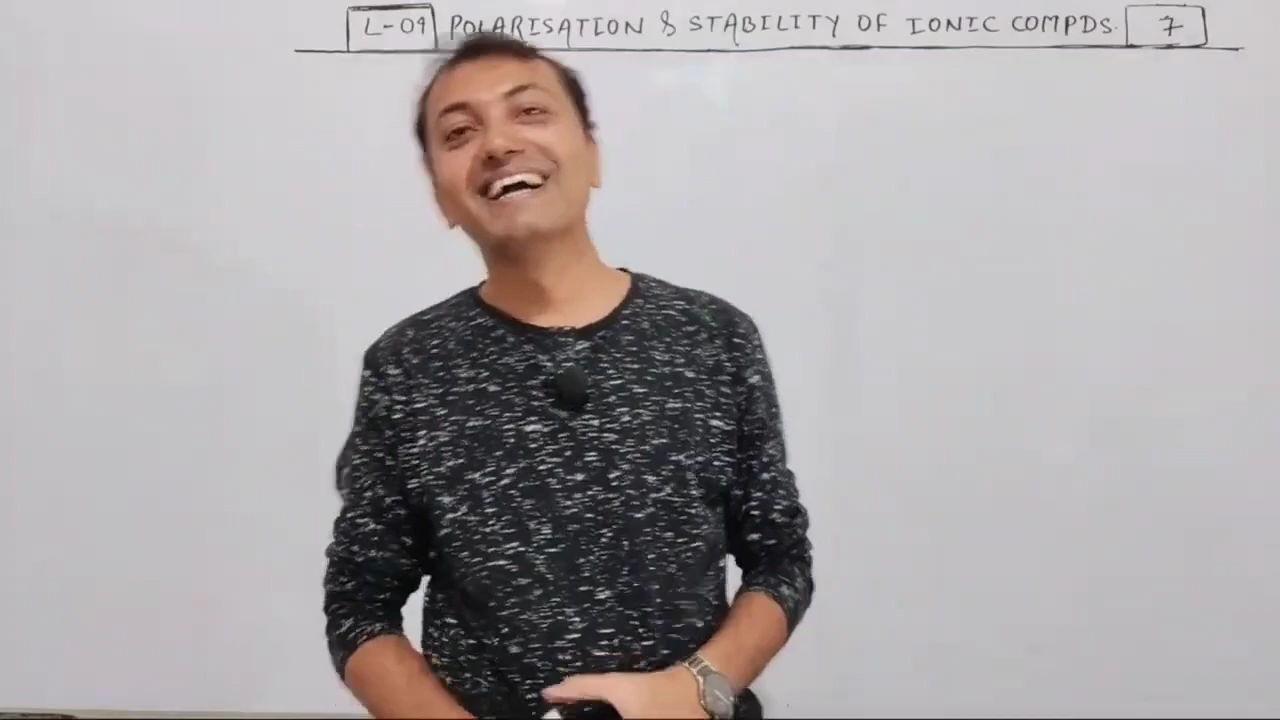 L-09 POLARISATION & STABILITY OF IONIC COMPDS. 7